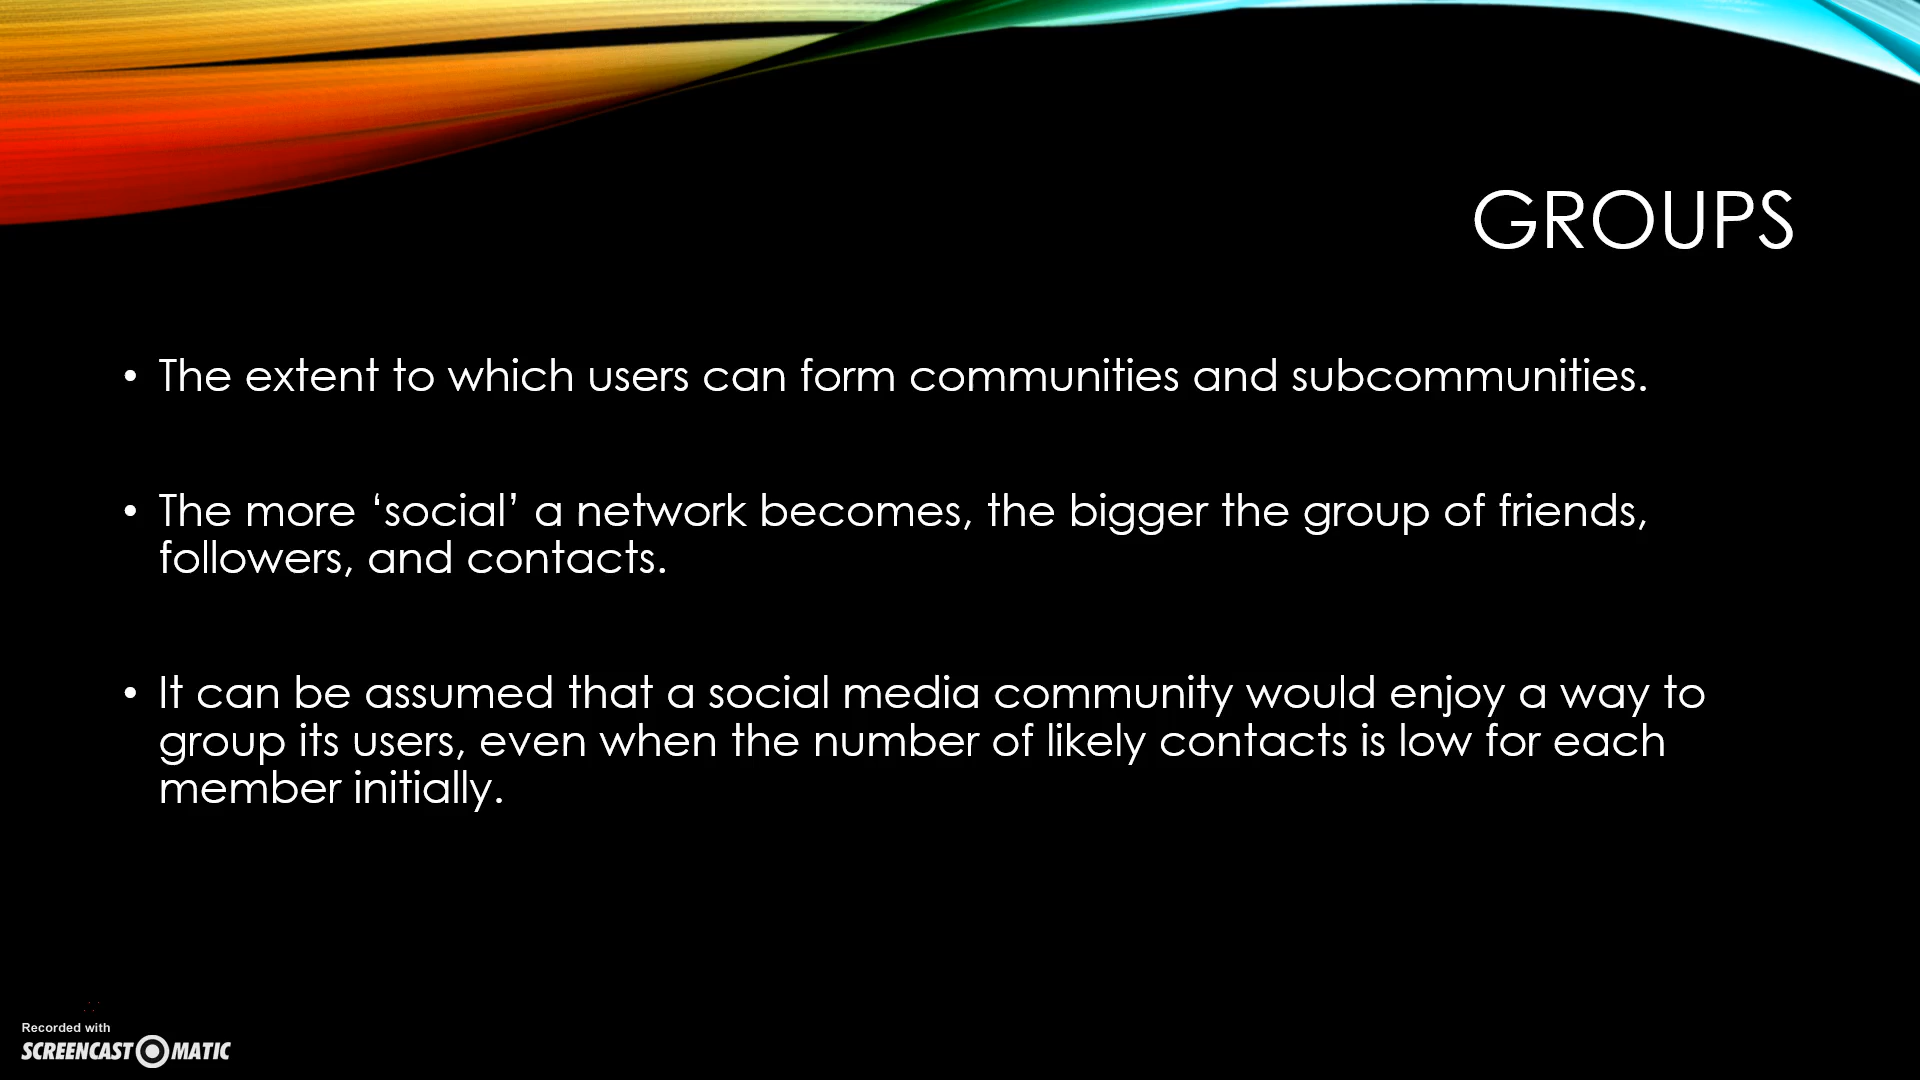 GROUPS
• The extent to which users can form communities and subcommunities.
• The more ‘social’ a network becomes, the bigger the group of friends,
followers, and contacts.
• It can be assumed that a social media community would enjoy a way to
group its users, even when the number of likely contacts is low for each
member initially.
Recorded with
SCREENCAST MATIC